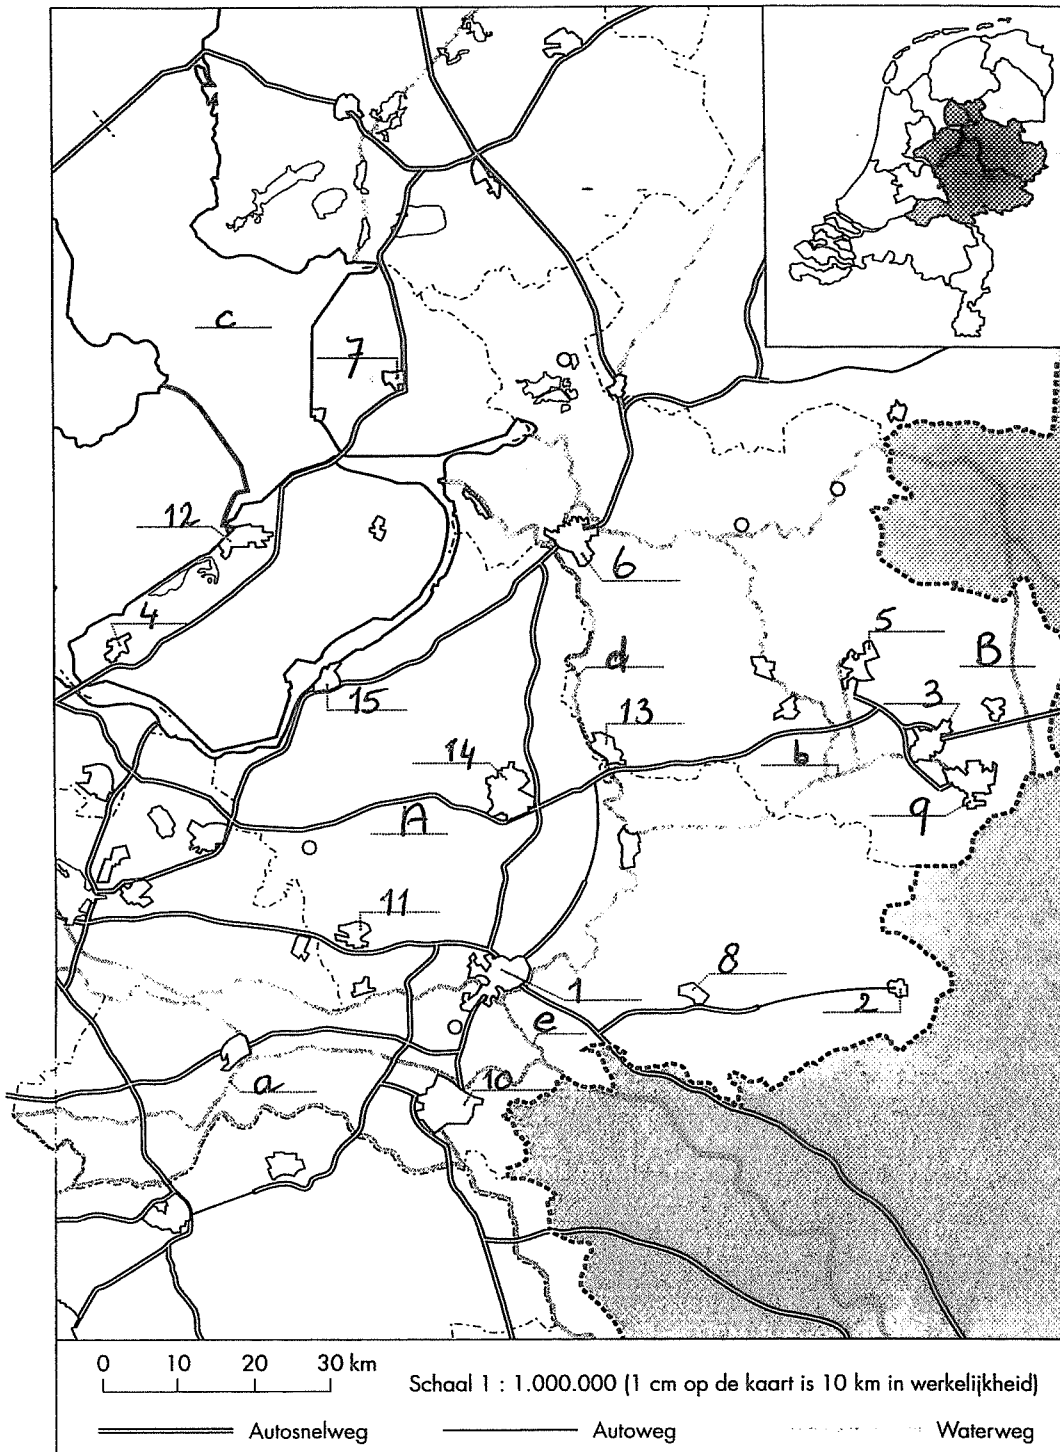 c
7
12
6
4
5
d
B
15
13
3
14
b
A
9
11
8
1
2
e
a
10
0 10 20 30 km
Schaal 1 : 1.000.000 (1 cm op de kaart is 10 km in werkelijkheid)
Autosnelweg Autoweg Waterweg